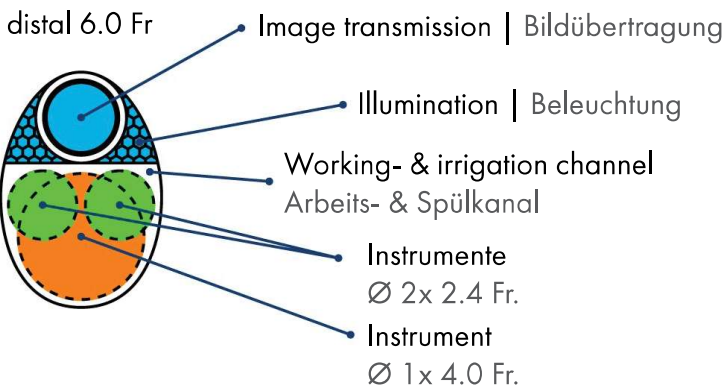 distal 6.0 Fr
Image transmission | Bildübertragung
Illumination | Beleuchtung
Working- & irrigation channel
Arbeits- & Spülkanal
Instrumente
Ø 2x 2.4 Fr.
Instrument
Ø 1x 4.0 Fr.